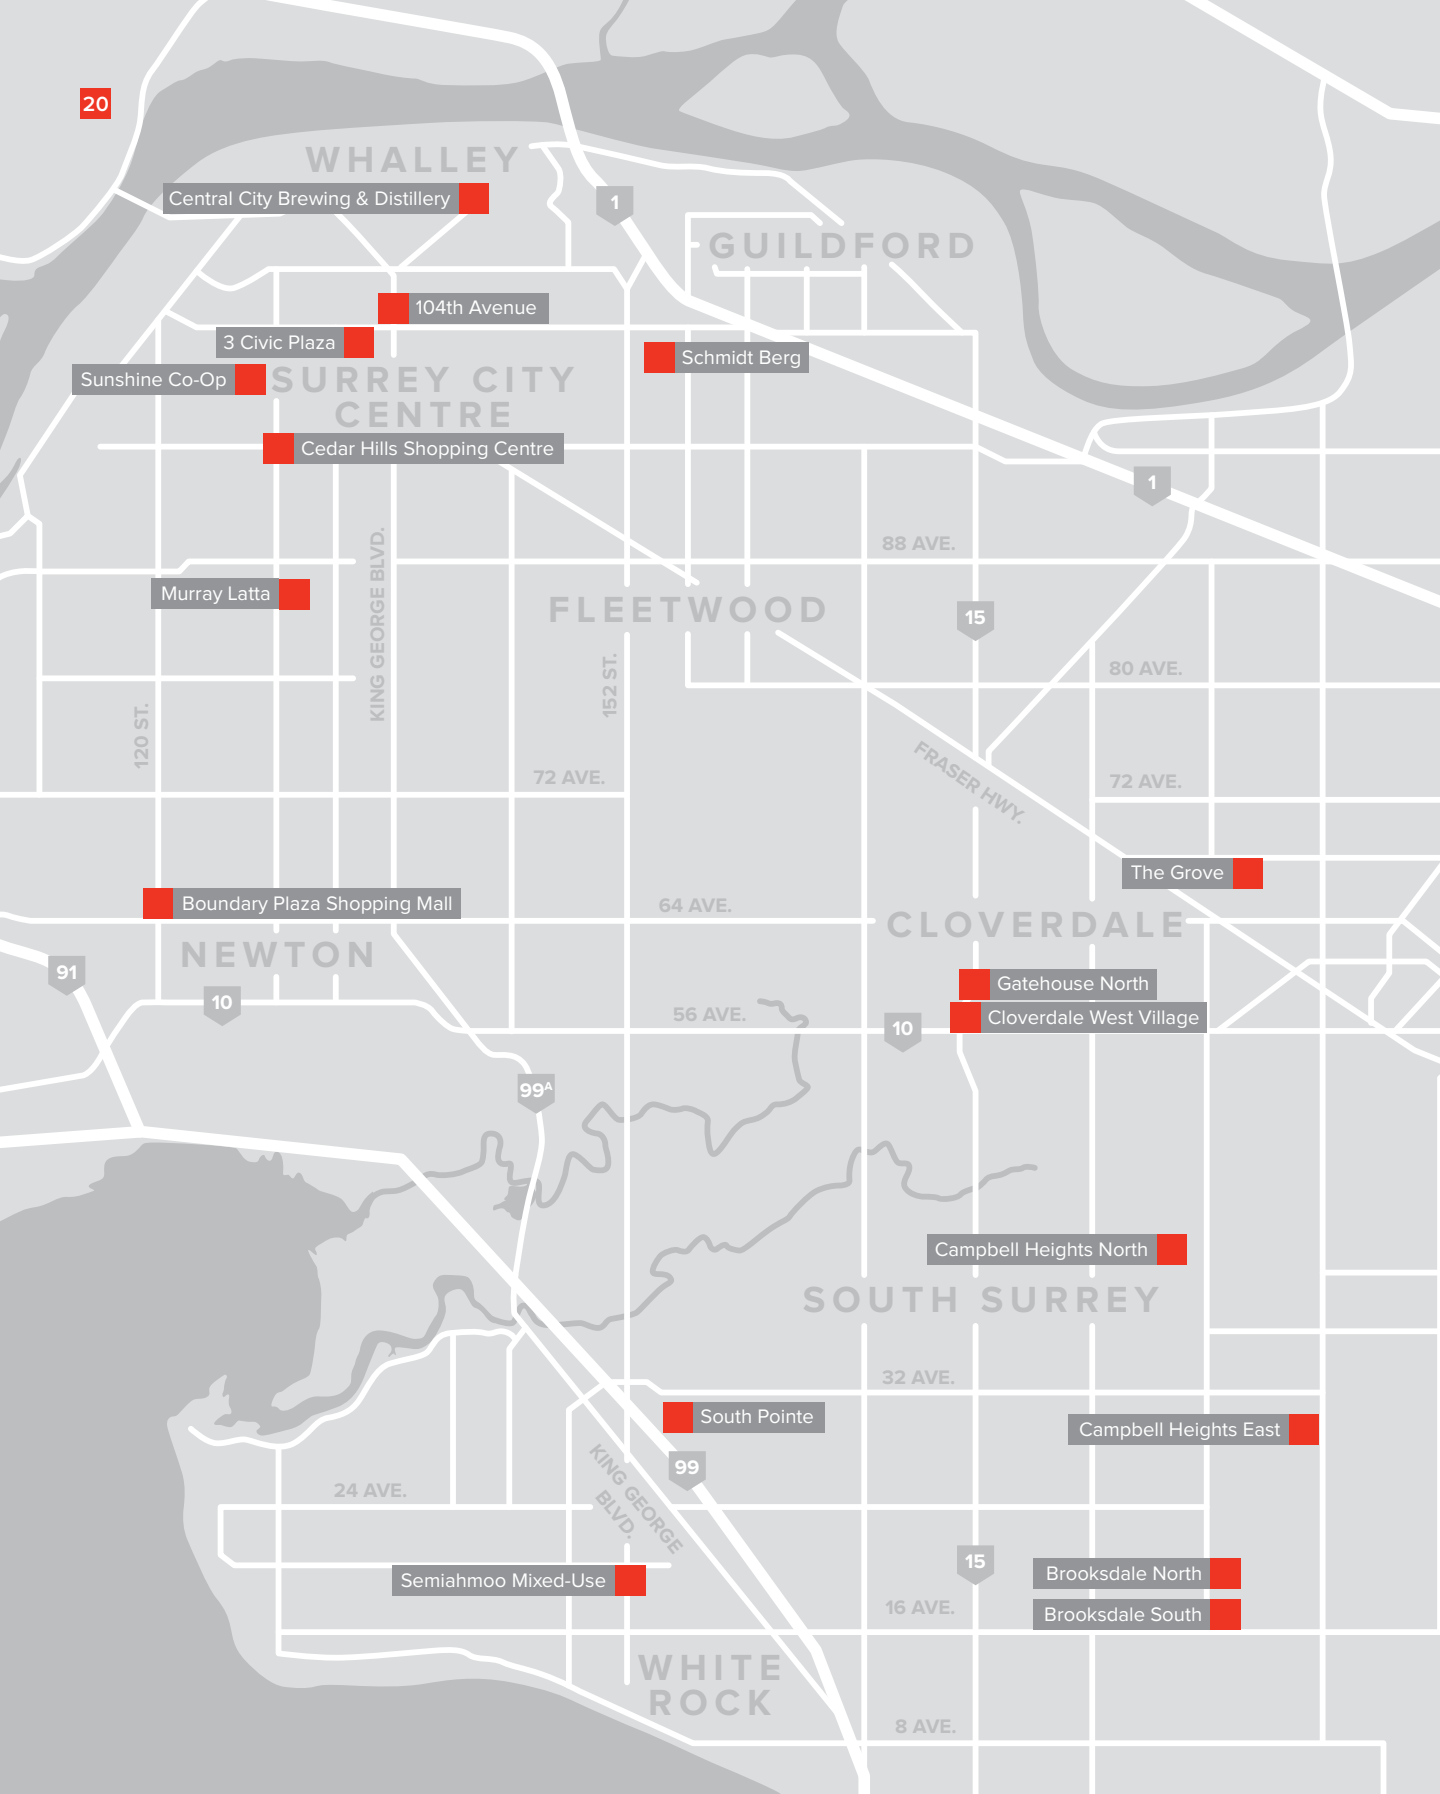 20
WHALLEY
Central City Brewing & Distillery
1
GUILDFORD
104th Avenue
3 Civic Plaza
Schmidt Berg
Sunshine Co-Op
SURREY CITY
CENTRE
Cedar Hills Shopping Centre
1
88 AVE.
KING GEORGE BLVD.
Murray Latta
FLEETWOOD
15
152 ST.
80 AVE.
120 ST.
72 AVE.
FRASER HWY.
72 AVE.
The Grove
Boundary Plaza Shopping Mall
64 AVE.
CLOVERDALE
NEWTON
91
10
Gatehouse North
56 AVE.
10
Cloverdale West Village
99A
Campbell Heights North
SOUTH SURREY
32 AVE.
South Pointe
Campbell Heights East
99
KING GEORGE
BLVD.
24 AVE.
15
Semiahmoo Mixed-Use
Brooksdale North
16 AVE.
Brooksdale South
WHITE
ROCK
8 AVE.